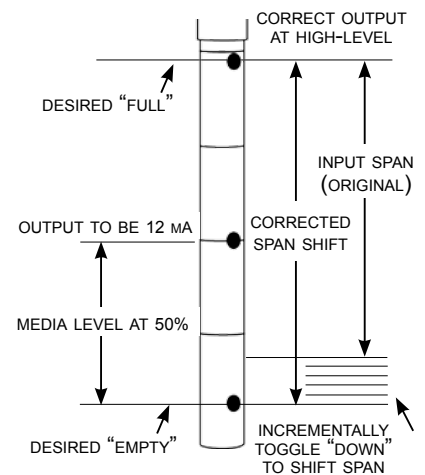 CORRECT OUTPUT
AT HIGH-LEVEL
DESIRED “FULL”
INPUT SPAN
(ORIGINAL)
OUTPUT TO BE 12 MA
CORRECTED
SPAN SHIFT
MEDIA LEVEL AT 50%
DESIRED “EMPTY”
INCREMENTALLY
TOGGLE “DOWN”
TO SHIFT SPAN